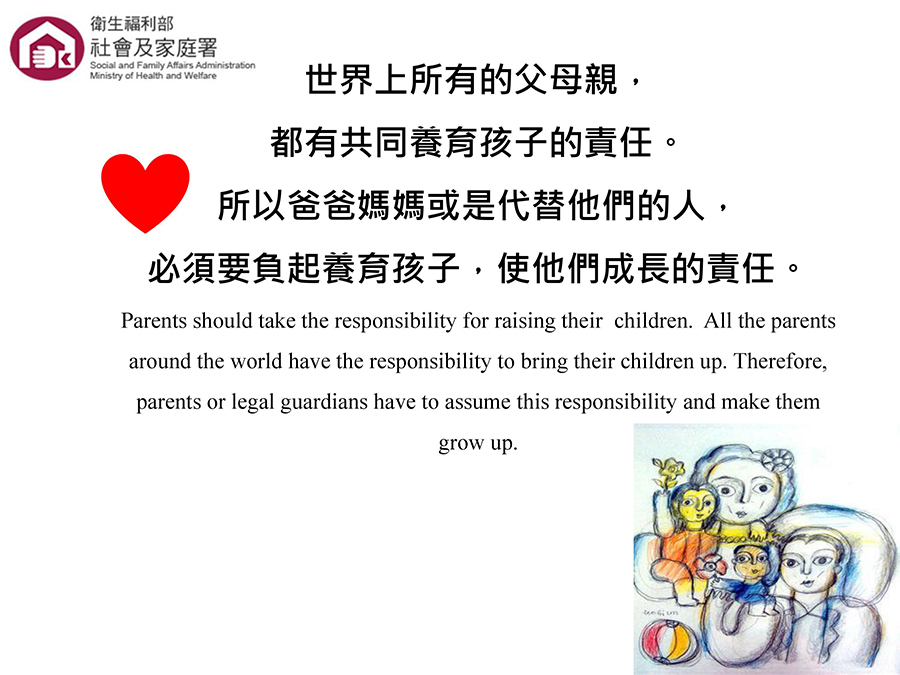 衛生福利部
社會及家庭署
Social and Family Affairs Administration
Ministry of Health and Welfare
世界上所有的父母親，
都有共同養育孩子的責任。
所以爸爸媽媽或是代替他們的人，
必須要負起養育孩子，使他們成長的責任。
Parents should take the responsibility for raising their  children.  All the parents
around the world have the responsibility to bring their children up. Therefore,
parents or legal guardians have to assume this responsibility and make them
grow up.